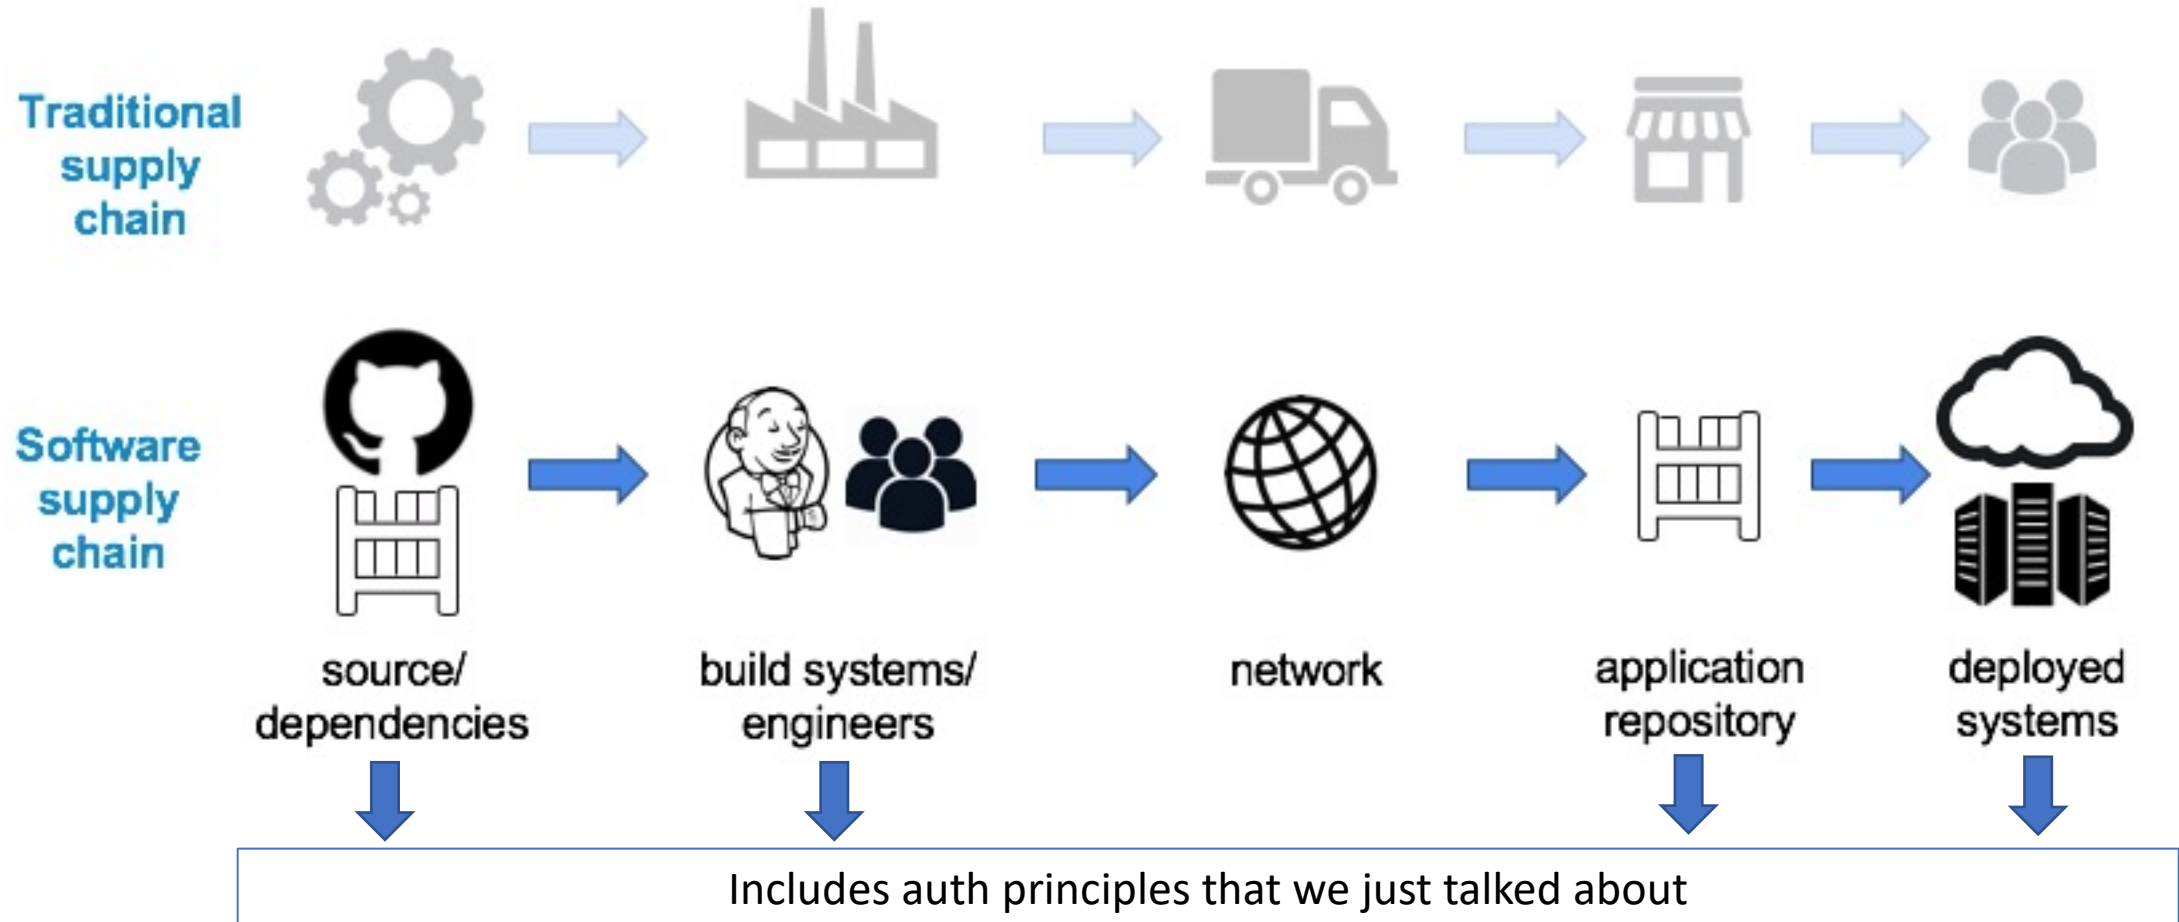 Traditional
supply
chain
Software
supply
chain
source/
dependencies
build systems/
engineers
network
application
repository
deployed
systems
Includes auth principles that we just talked about